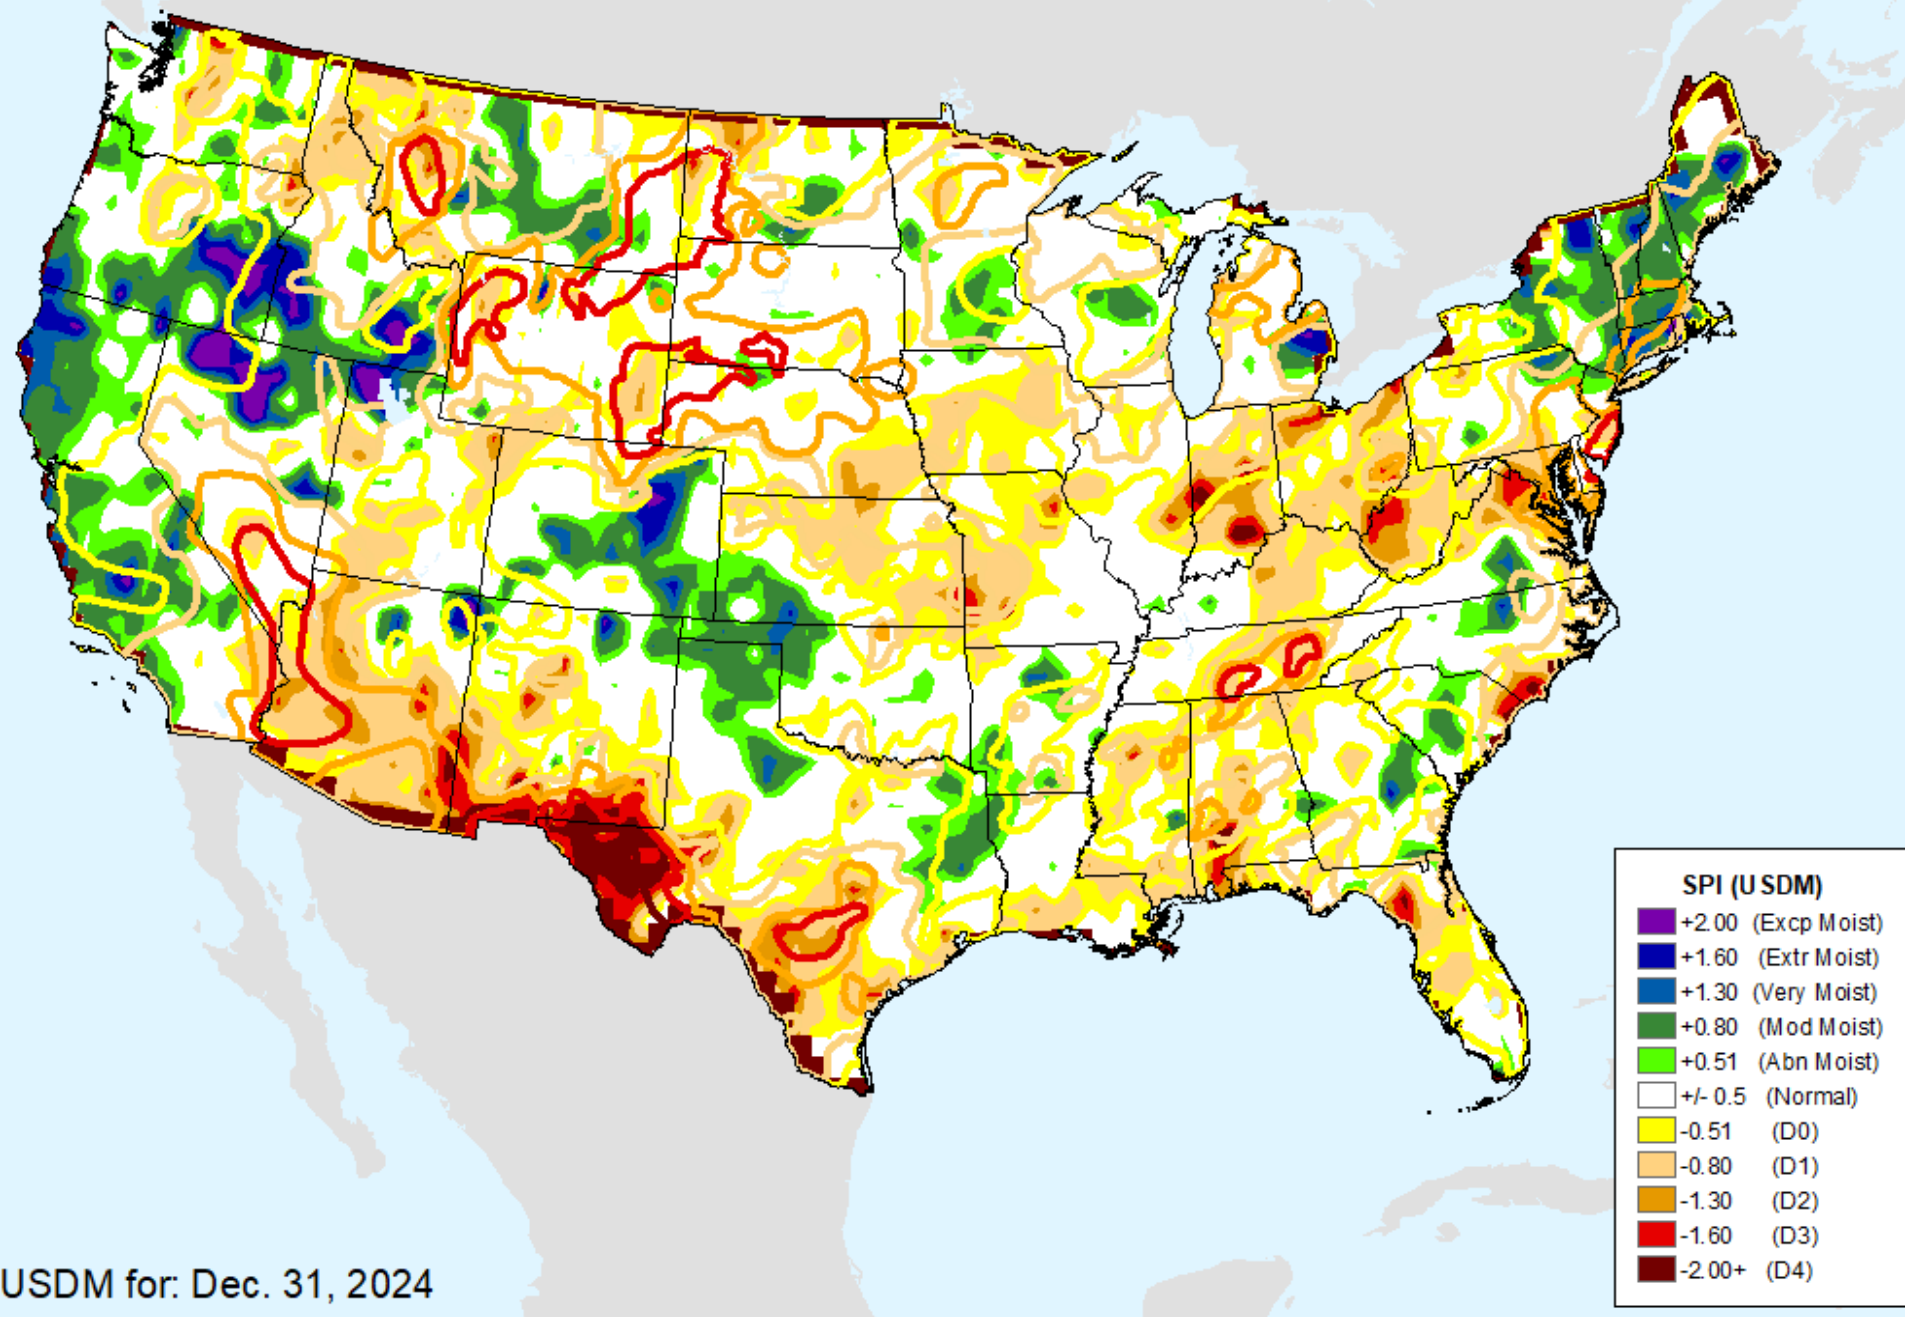 SPI (USDM)
+2.00 (Excp Moist)
+1.60 (Extr Moist)
+1.30 (Very Moist)
+0.80 (Mod Moist)
+0.51 (Abn Moist)
+/- 0.5 (Normal)
-0.51 (D0)
-0.80 (D1)
-1.30 (D2)
-1.60 (D3)
-2.00+ (D4)
USDM for: Dec. 31, 2024